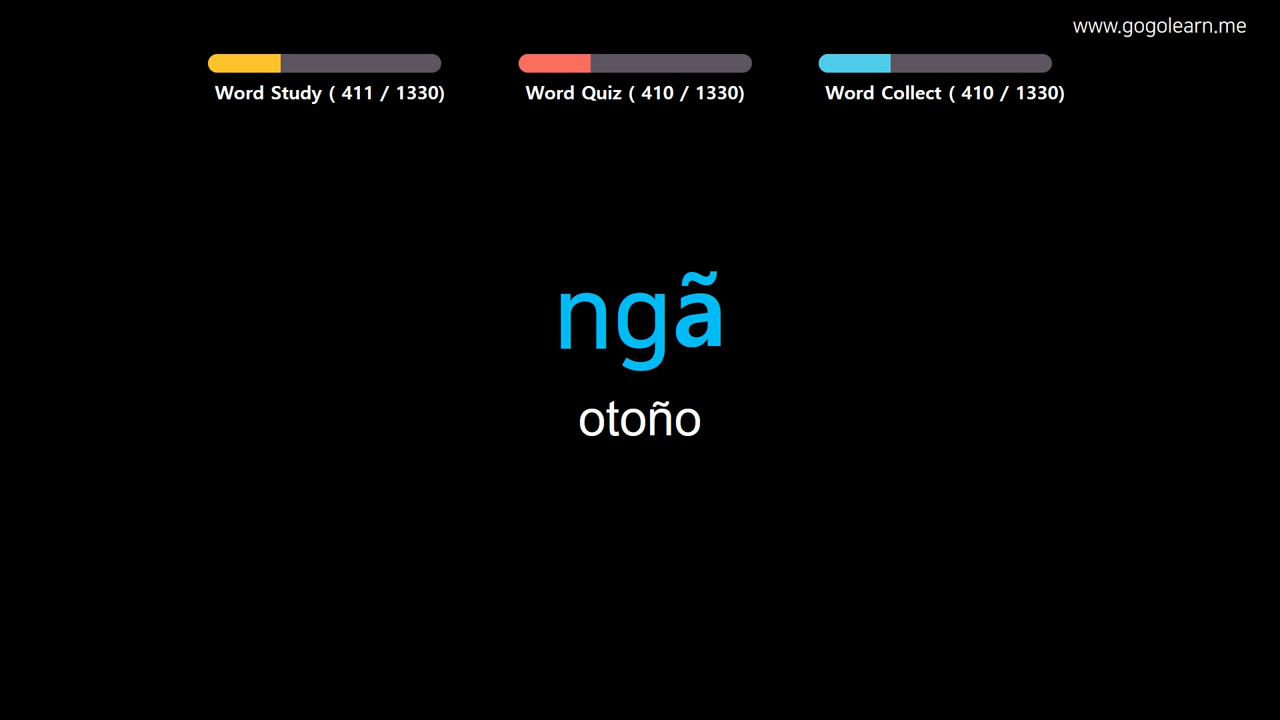 www.gogolearn.me
Word Study ( 411 / 1330)
Word Quiz ( 410 / 1330)
Word Collect ( 410 / 1330)
ngã
otoño